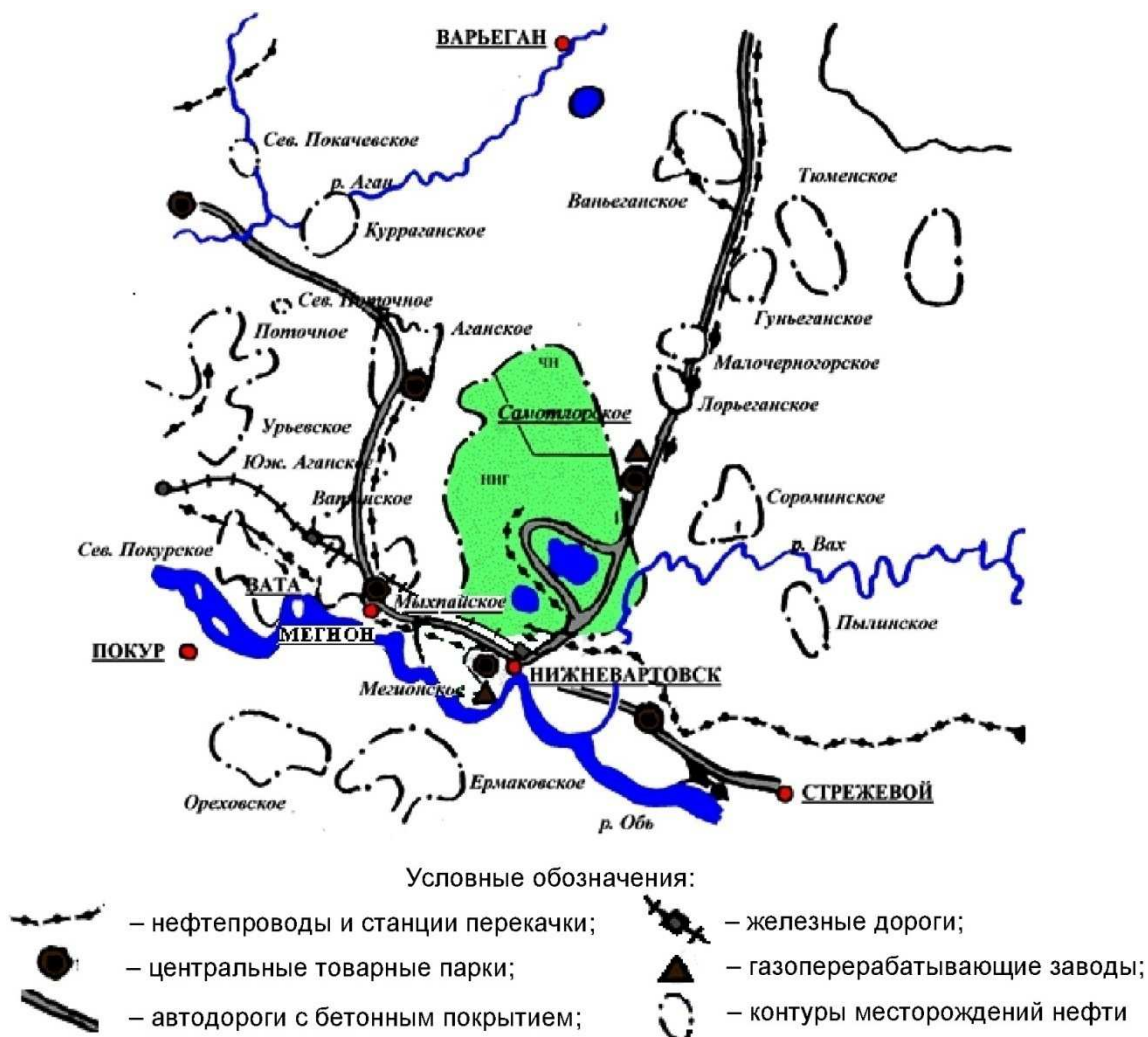 ВАРЬЕГАН
Сев. Покачевское
р. Аган
Тюменское
Ваньеганское
Курраганское
Сев. Поточное
Гуньеганское
Поточное
Аганское
ЧН
Малочерногорское
Самотлорское
Лорьеганское
Урьевское
Юж. Аганское
ННГ
Ватинское
Сороминское
Сев. Покурское
р. Вах
ВАТА
Мыхпайское
МЕГИОН
Пылинское
ПОКУР
НИЖНЕВАРТОВСК
Мегионское
Ермаковское
СТРЕЖЕВОЙ
Ореховское
р. Обь
Условные обозначения:
– нефтепроводы и станции перекачки;
– железные дороги;
– центральные товарные парки;
– газоперерабатывающие заводы;
– автодороги с бетонным покрытием;
– контуры месторождений нефти